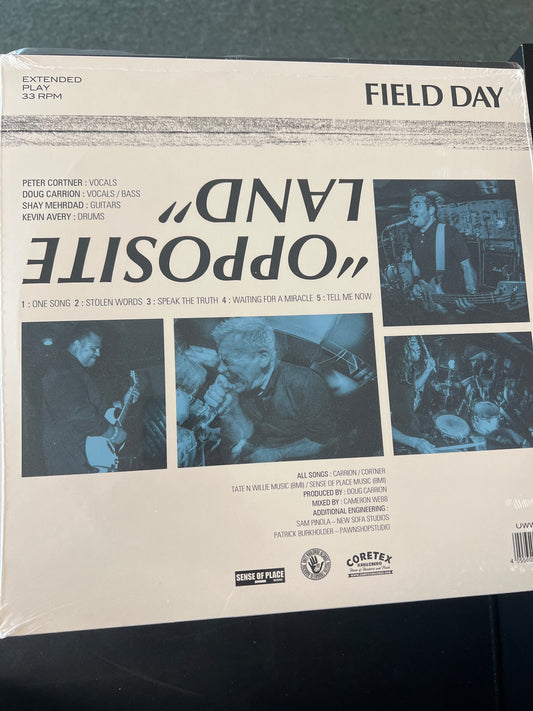 EXTENDED
PLAY
33 RPM
FIELD DAY
PETER CORTNER : VOCALS
DOUG CARRION : VOCALS / BASS
SHAY MEHRDAD : GUITARS
KEVIN AVERY : DRUMS
"OPPOSITE
LAND"
1 : ONE SONG 2 : STOLEN WORDS 3 : SPEAK THE TRUTH 4 : WAITING FOR A MIRACLE 5 : TELL ME NOW
ALL SONGS : CARRION / CORTNER
TATE N WILLIE MUSIC (BMI) / SENSE OF PLACE MUSIC (BMI)
PRODUCED BY : DOUG CARRION
MIXED BY : CAMERON WEBB
ADDITIONAL ENGINEERING :
SAM PINOLA – NEW SOFA STUDIOS
PATRICK BURKHOLDER – PAWNSHOPSTUDIO
SENSE OF PLACE
CORETEX